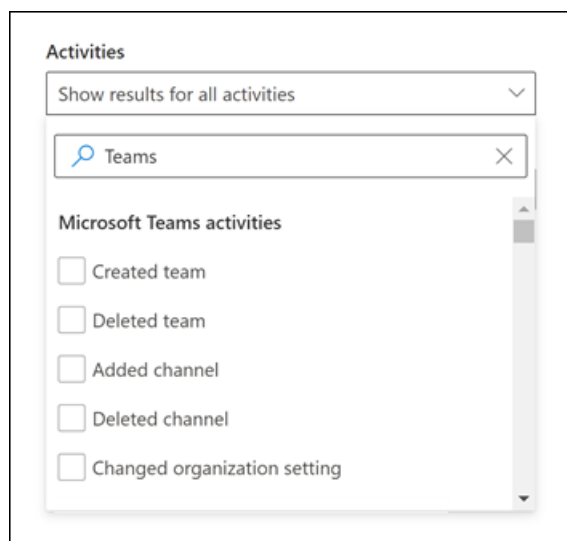 Activities
Show results for all activities
Teams
Microsoft Teams activities
Created team
Deleted team
Added channel
Deleted channel
Changed organization setting